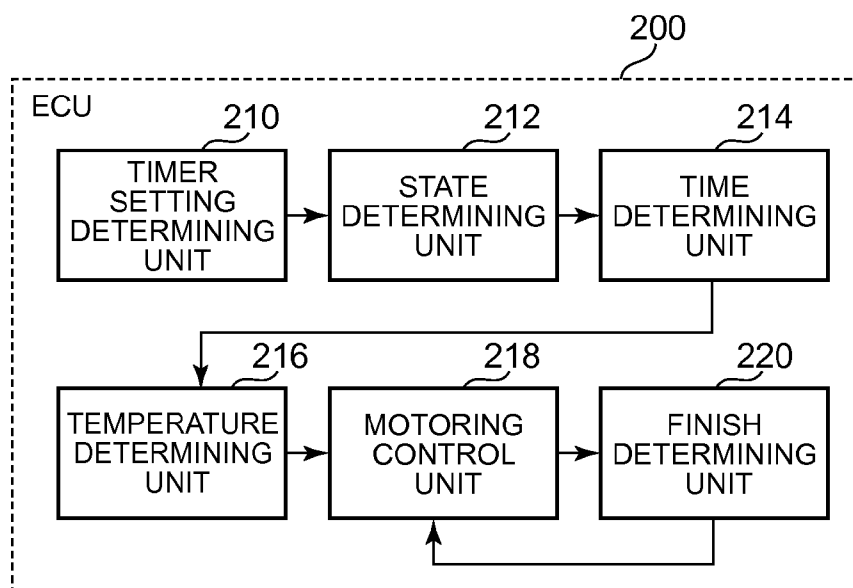 200
ECU
210
212
214
TIMER
SETTING
DETERMINING
UNIT
STATE
DETERMINING
UNIT
TIME
DETERMINING
UNIT
216
218
220
TEMPERATURE
DETERMINING
UNIT
MOTORING
CONTROL
UNIT
FINISH
DETERMINING
UNIT